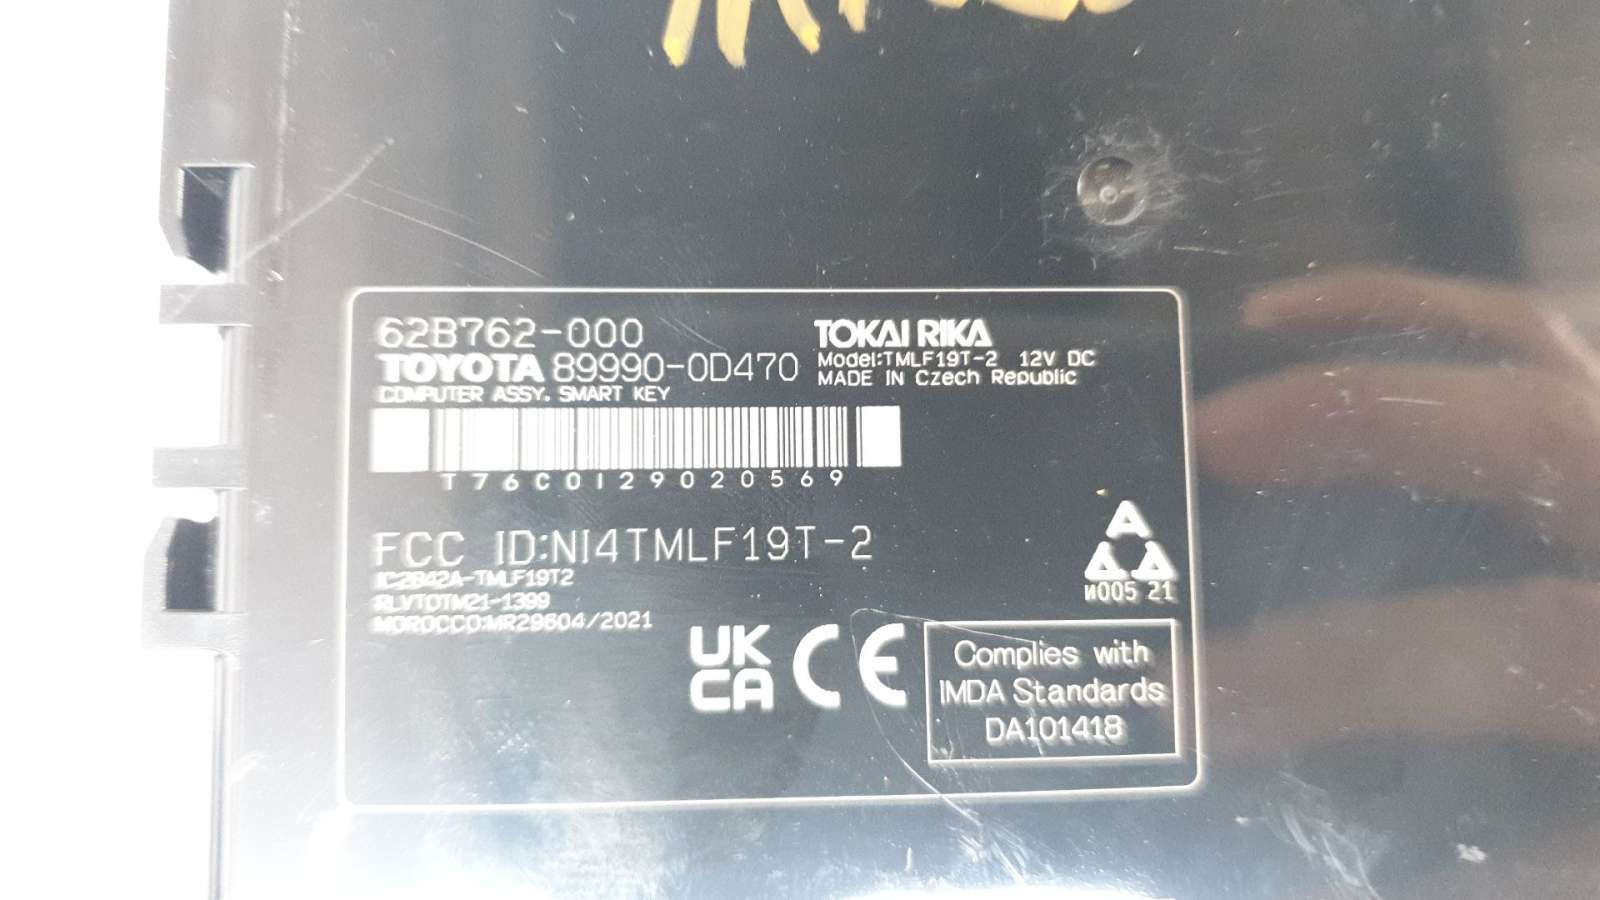 62B762-000
TOKAI RIKA
TOYOTA 89990-0D470
Model:TMLF19T-2 12V DC
MADE IN Czech Republic
COMPUTER ASSY, SMART KEY
T76C0129020569
FCC ID:NI4TMLF19T-2
IC:2842A-TMLF19T2
RLVTOTM21-1399
MOROCCO:MR29604/2021
И005 21
UK
CA
CE
Complies with
IMDA Standards
DA101418